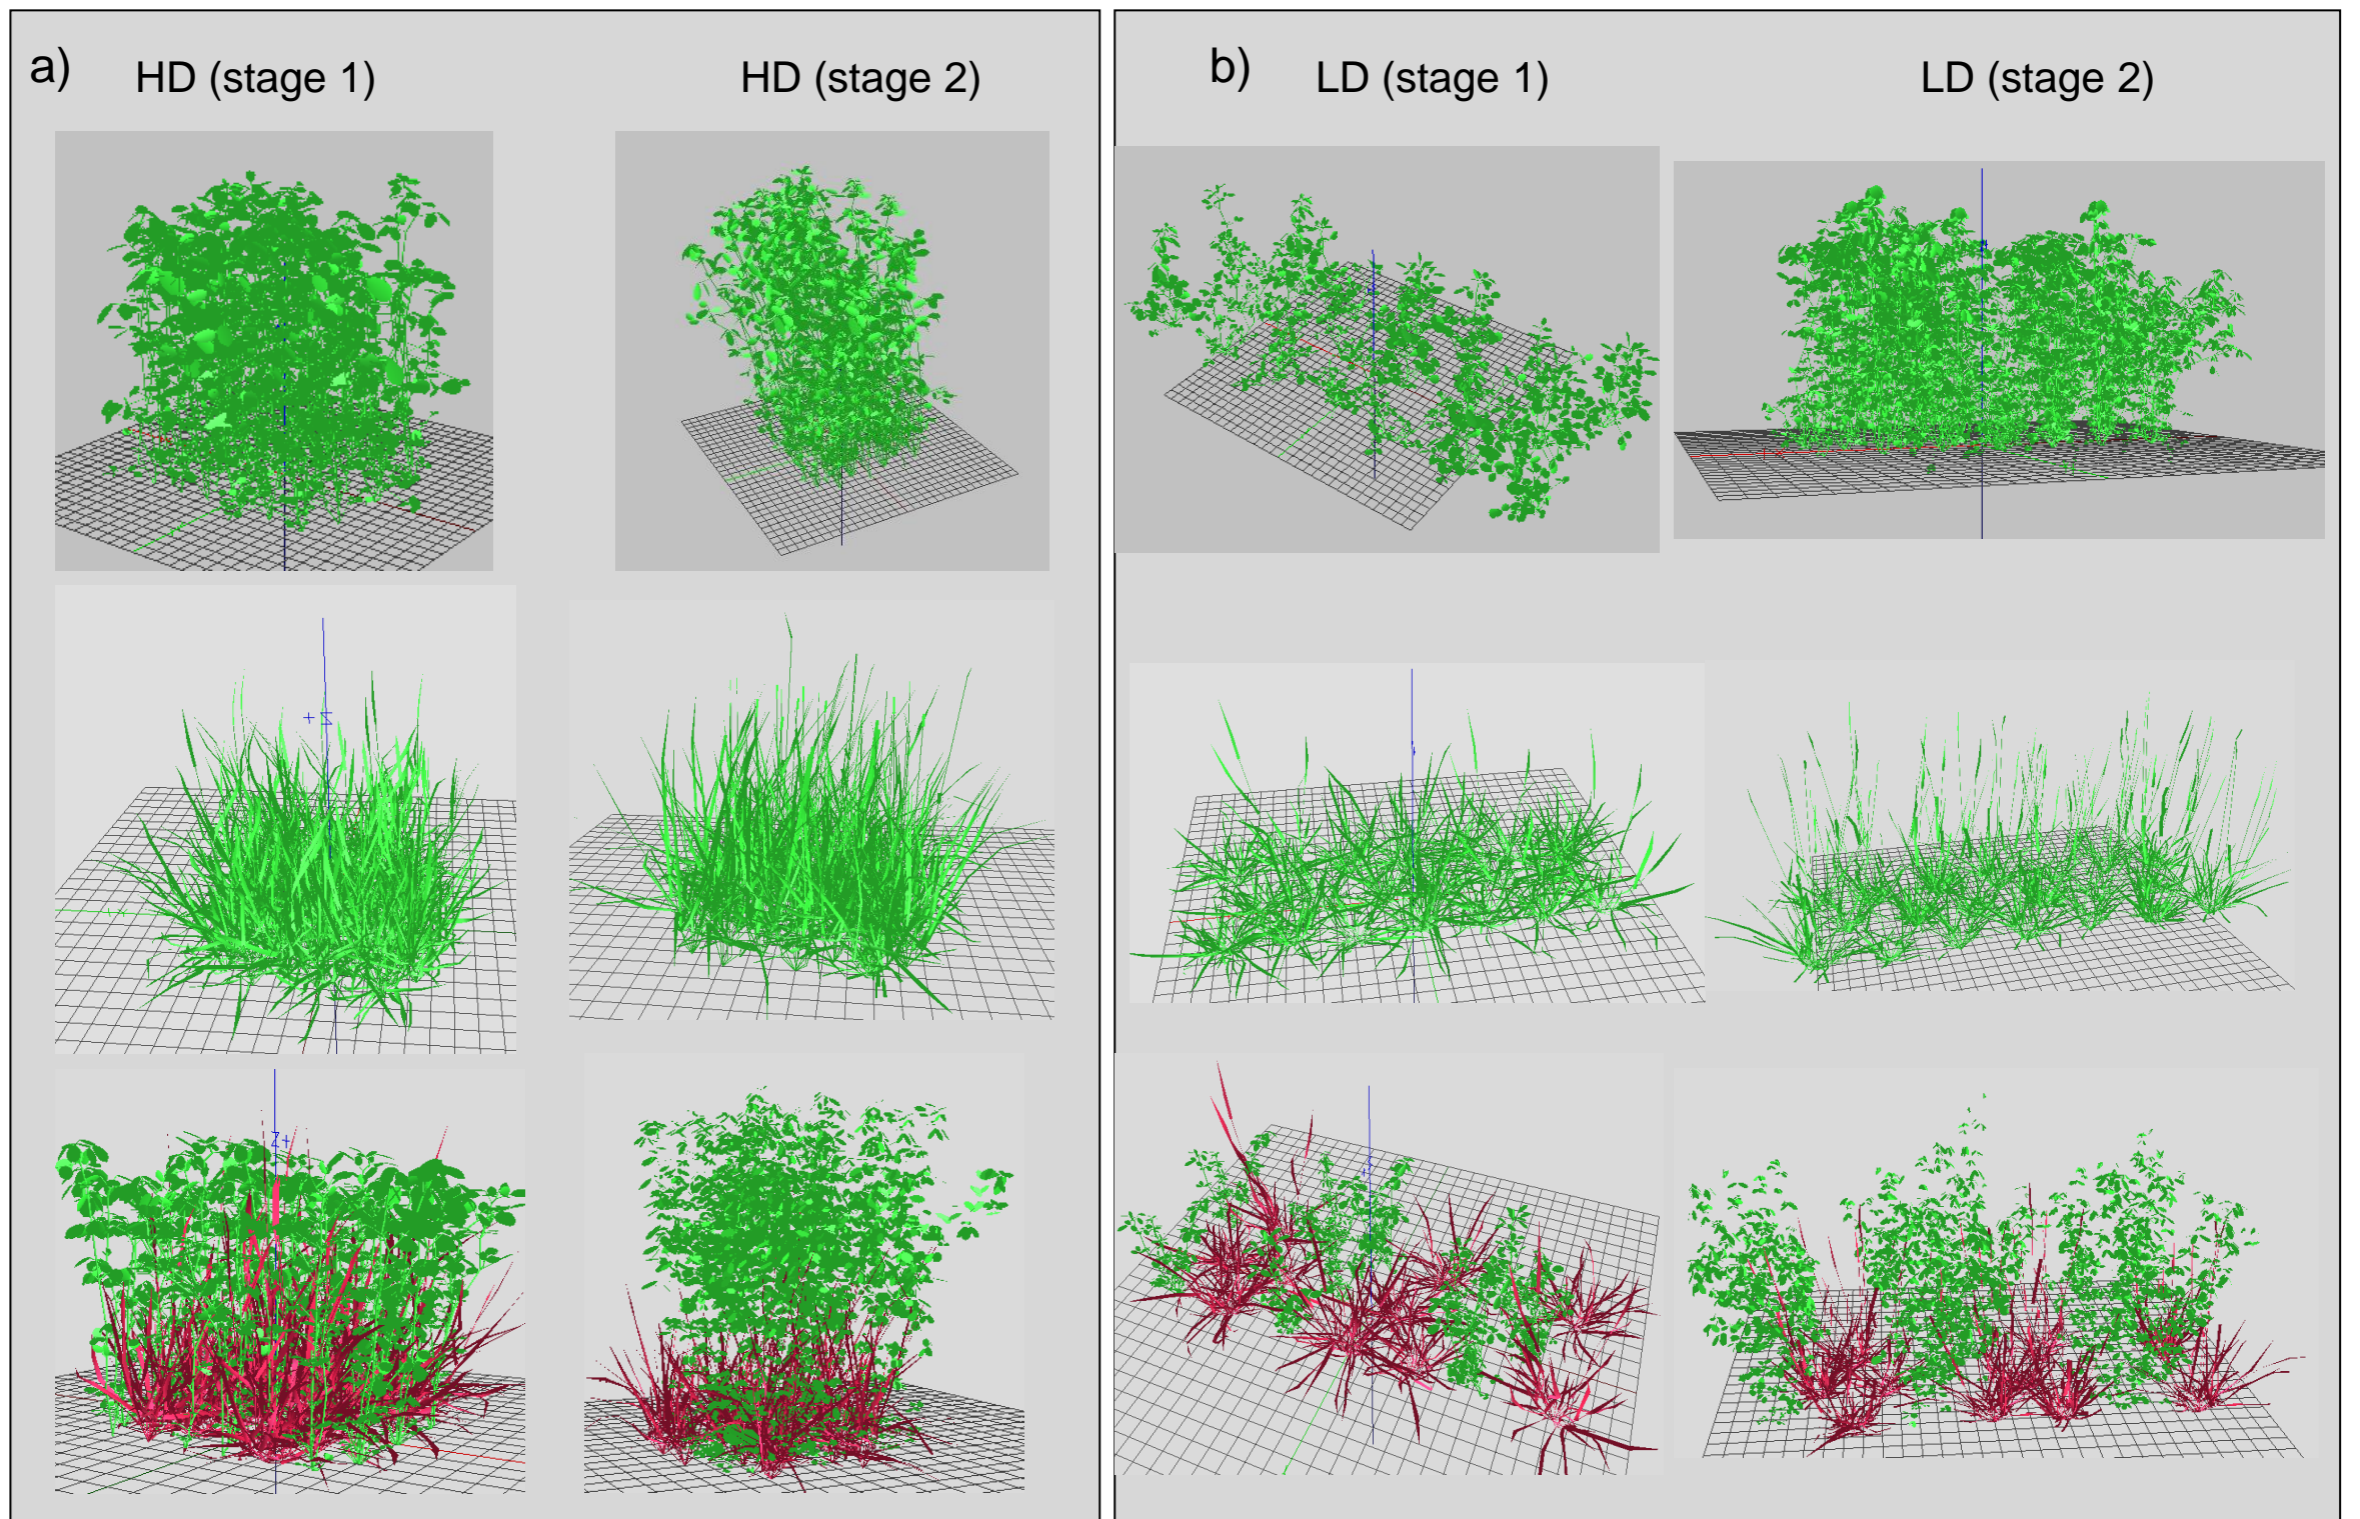 a) HD (stage 1) HD (stage 2)
b) LD (stage 1) LD (stage 2)
+Z
Z+